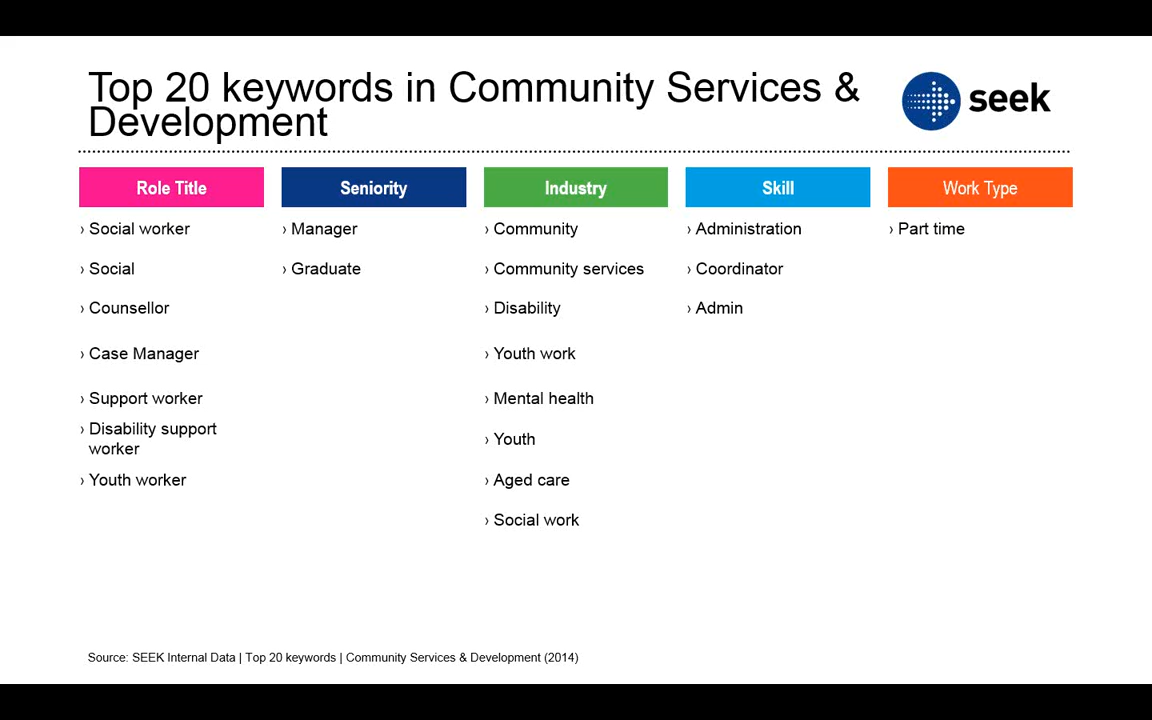 Top 20 keywords in Community Services &
Development
seek
Role Title
Seniority
Industry
Skill
Work Type
› Social worker
› Manager
› Community
› Administration
› Part time
› Social
› Graduate
› Community services
› Coordinator
› Counsellor
› Disability
› Admin
› Case Manager
› Youth work
› Support worker
› Mental health
› Disability support
worker
› Youth
› Youth worker
› Aged care
› Social work
Source: SEEK Internal Data | Top 20 keywords | Community Services & Development (2014)